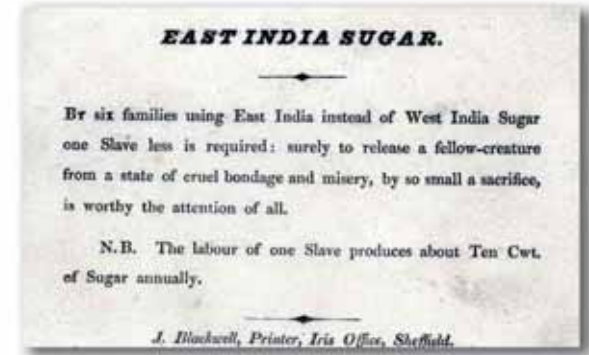 EAST INDIA SUGAR.
By six families using East India instead of West India Sugar
one Slave less is required: surely to release a fellow-creature
from a state of cruel bondage and misery, by so small a sacrifice,
is worthy the attention of all.
N.B. The labour of one Slave produces about Ten Cwt.
of Sugar annually.
J. Blackwell, Printer, Iris Office, Sheffield.